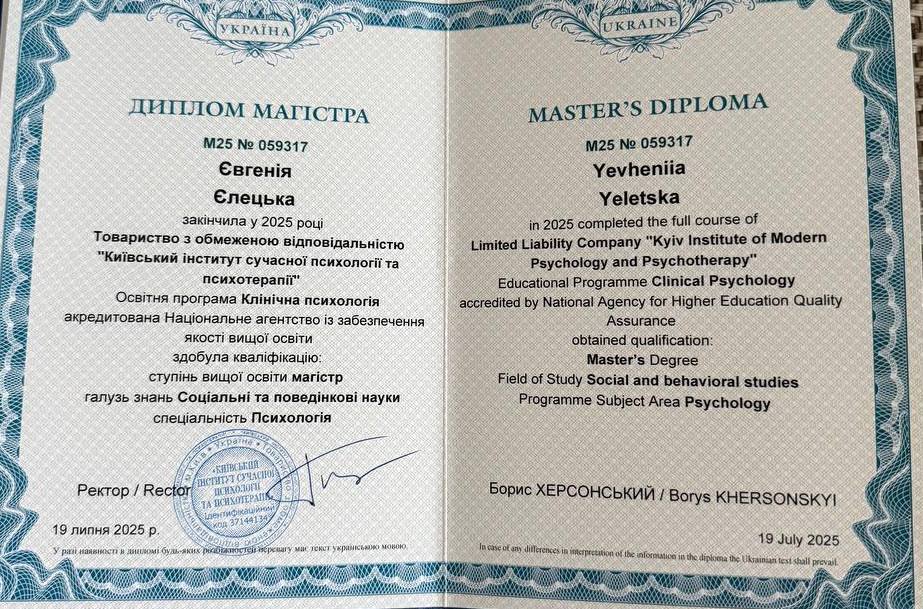 УКРАЇНА
ДИПЛОМ МАГІСТРА
М25 № 059317
Євгенія
Єлецька
закінчила у 2025 році
Товариство з обмеженою відповідальністю
"Київський інститут сучасної психології та
психотерапії"
Освітня програма Клінічна психологія
акредитована Національне агентство із забезпечення
якості вищої освіти
здобула кваліфікацію:
ступінь вищої освіти магістр
галузь знань Соціальні та поведінкові науки
спеціальність Психологія
Ректор / Rector
«КИЇВСЬКИЙ
ІНСТИТУТ СУЧАСНОЇ
ПСИХОЛОГІЇ
ТА ПСИХОТЕРАПІЇ»
Ідентифікаційний
код 37144134
Україна
м.Київ
19 липня 2025 р.
У разі наявності в дипломі будь-яких розбіжностей перевагу має текст українською мовою.
UKRAINE
MASTER'S DIPLOMA
М25 № 059317
Yevheniia
Yeletska
in 2025 completed the full course of
Limited Liability Company "Kyiv Institute of Modern
Psychology and Psychotherapy"
Educational Programme Clinical Psychology
accredited by National Agency for Higher Education Quality
Assurance
obtained qualification:
Master's Degree
Field of Study Social and behavioral studies
Programme Subject Area Psychology
Борис ХЕРСОНСЬКИЙ / Borys KHERSONSKYI
19 July 2025
In case of any differences in interpretation of the information in the diploma the Ukrainian text shall prevail.